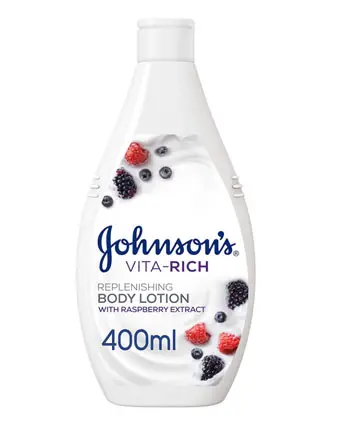 Johnson's®
VITA-RICH
REPLENISHING
BODY LOTION
WITH RASPBERRY EXTRACT
400ml